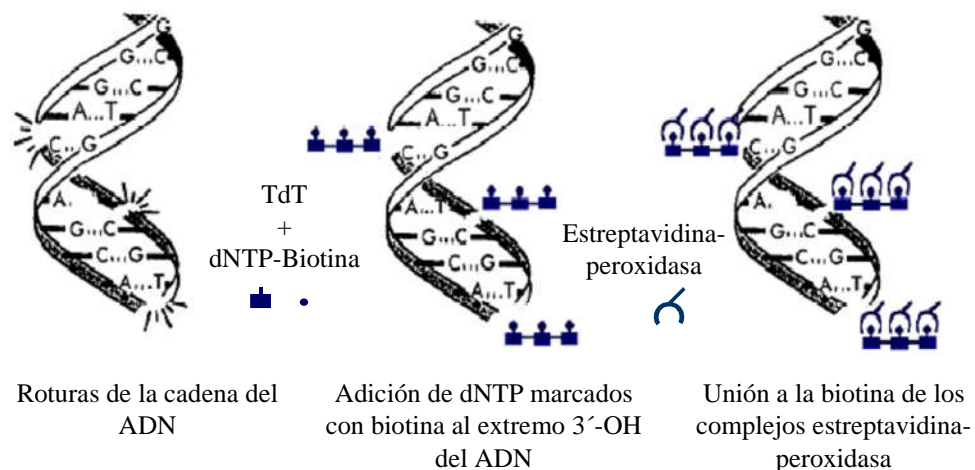 G
G...C
G...C
A...T
C...G
A.
G...C
C...G
A...T
TdT
+
dNTP-Biotina
G
G...C
G...C
A...T
C...G
A...T
G...C
C...G
A...T
Estreptavidina-
peroxidasa
G
G...C
G...C
A...T
C...G
A.
G...C
C...G
A...T
Roturas de la cadena del
ADN
Adición de dNTP marcados
con biotina al extremo 3´-OH
del ADN
Unión a la biotina de los
complejos estreptavidina-
peroxidasa